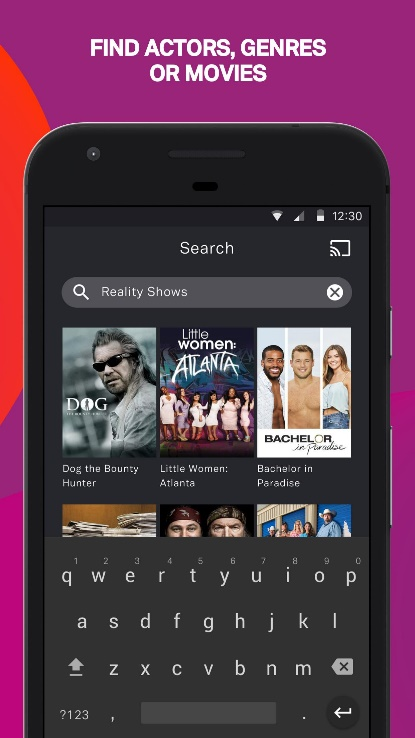 FIND ACTORS, GENRES
OR MOVIES
12:30
Search
Reality Shows
DOG
Little
women:
ATLANTA
BACHELOR
in Paradise
Dog the Bounty
Hunter
Little Women:
Atlanta
Bachelor in
Paradise
1 2 3 4 5 6 7 8 9 0
q w e r t y u i o p
a s d f g h j k l
z x c v b n m
?123 , .